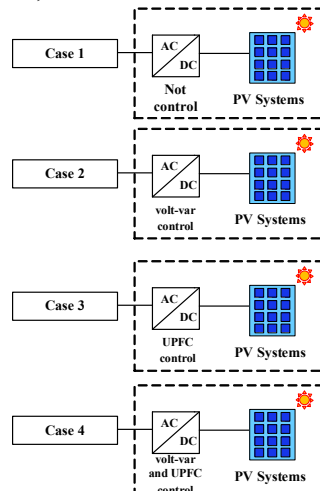 Case 1
AC
DC
Not
control
PV Systems
Case 2
AC
DC
volt-var
control
PV Systems
Case 3
AC
DC
UPFC
control
PV Systems
Case 4
AC
DC
volt-var
and UPFC
control
PV Systems